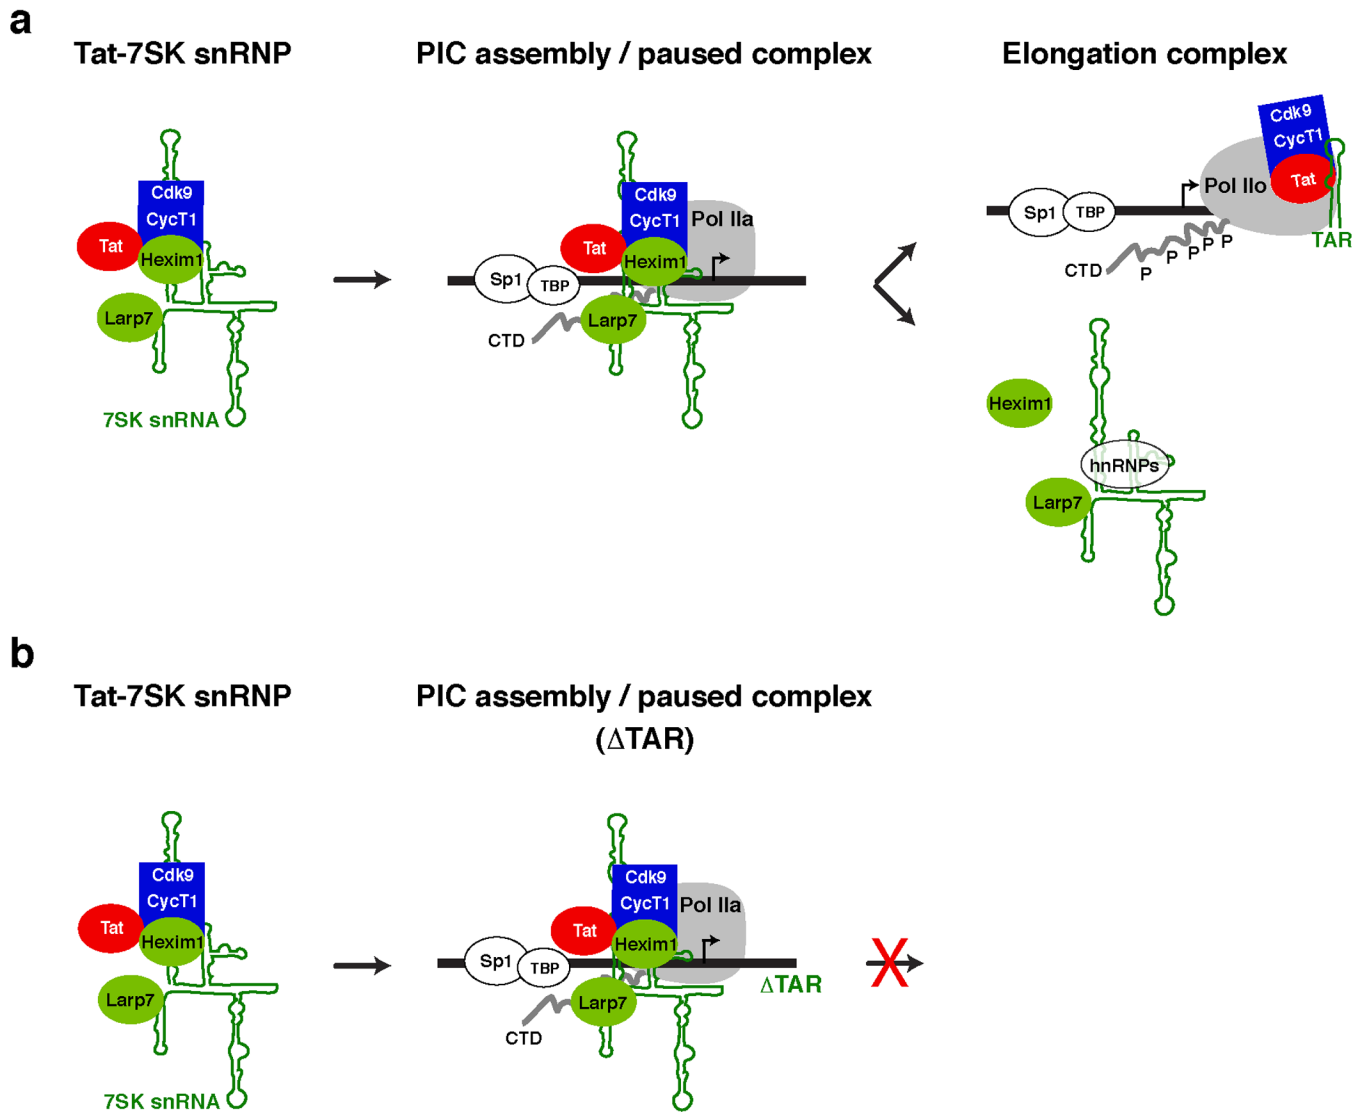 a
Tat-7SK snRNP
PIC assembly / paused complex
Elongation complex
Cdk9
CycT1
Tat
Hexim1
Larp7
7SK snRNA
Cdk9
CycT1
Pol IIa
Tat
Hexim1
Sp1
TBP
Larp7
CTD
Cdk9
CycT1
Tat
Pol IIo
Sp1
TBP
TAR
CTD
P
P
P
P
P
Hexim1
hnRNPs
Larp7
b
Tat-7SK snRNP
PIC assembly / paused complex
(ΔTAR)
Cdk9
CycT1
Tat
Hexim1
Larp7
7SK snRNA
Cdk9
CycT1
Pol IIa
Tat
Hexim1
Sp1
TBP
ΔTAR
Larp7
CTD
X